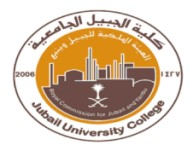 كلية الجبيل الجامعية
الهيئة الملكية للجبيل وينبع
2006
١٤٢٧
Royal Commission for Jubail and Yanbu
Jubail University College